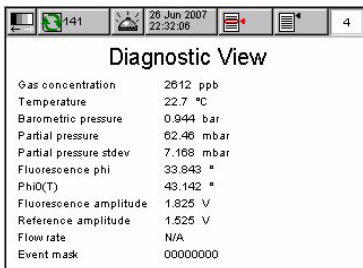 141
26 Jun 2007
22:32:06
4
Diagnostic View
Gas concentration 2612 ppb
Temperature 22.7 °C
Barometric pressure 0.944 bar
Partial pressure 62.46 mbar
Partial pressure stdev 7.168 mbar
Fluorescence phi 33.843 °
Phi0(T) 43.142 °
Fluorescence amplitude 1.825 V
Reference amplitude 1.525 V
Flow rate N/A
Event mask 00000000